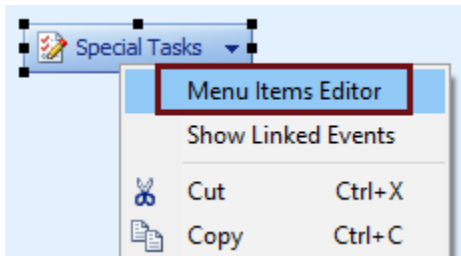 Special Tasks
Menu Items Editor
Show Linked Events
Cut Ctrl+X
Copy Ctrl+C